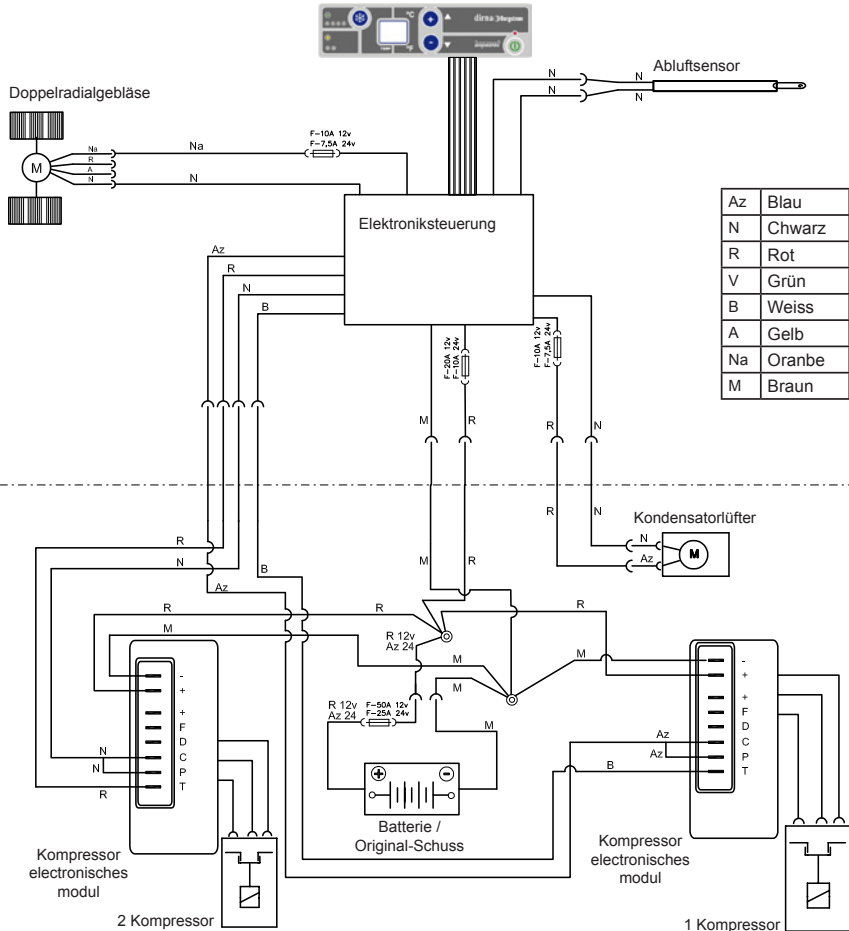 °C
°F
dirna:3Bergstrom
Doppelradialgebläse
Abluftsensor
N
N
N
N
M
Na
R
A
N
Na
N
F-10A 12v
F-7,5A 24v
Elektroniksteuerung
Az Blau
N Chwarz
R Rot
V Grün
B Weiss
A Gelb
Na Oranbe
M Braun
Az
R
N
B
F-20A 12v
F-10A 24v
F-10A 12v
F-7,5A 24v
M
R
R
N
R
N
M
R
Kondensatorlüfter
N
Az
M
R
N
Az
B
R
R
R
M
R 12v
Az 24
M
M
M
R 12v
Az 24
F-50A 12v
F-25A 24v
M
-
+
+
F
D
C
P
T
N
N
R
-
+
+
F
D
C
P
T
Az
Az
B
+
-
Batterie /
Original-Schuss
Kompressor
electronisches
modul
2 Kompressor
Kompressor
electronisches
modul
1 Kompressor